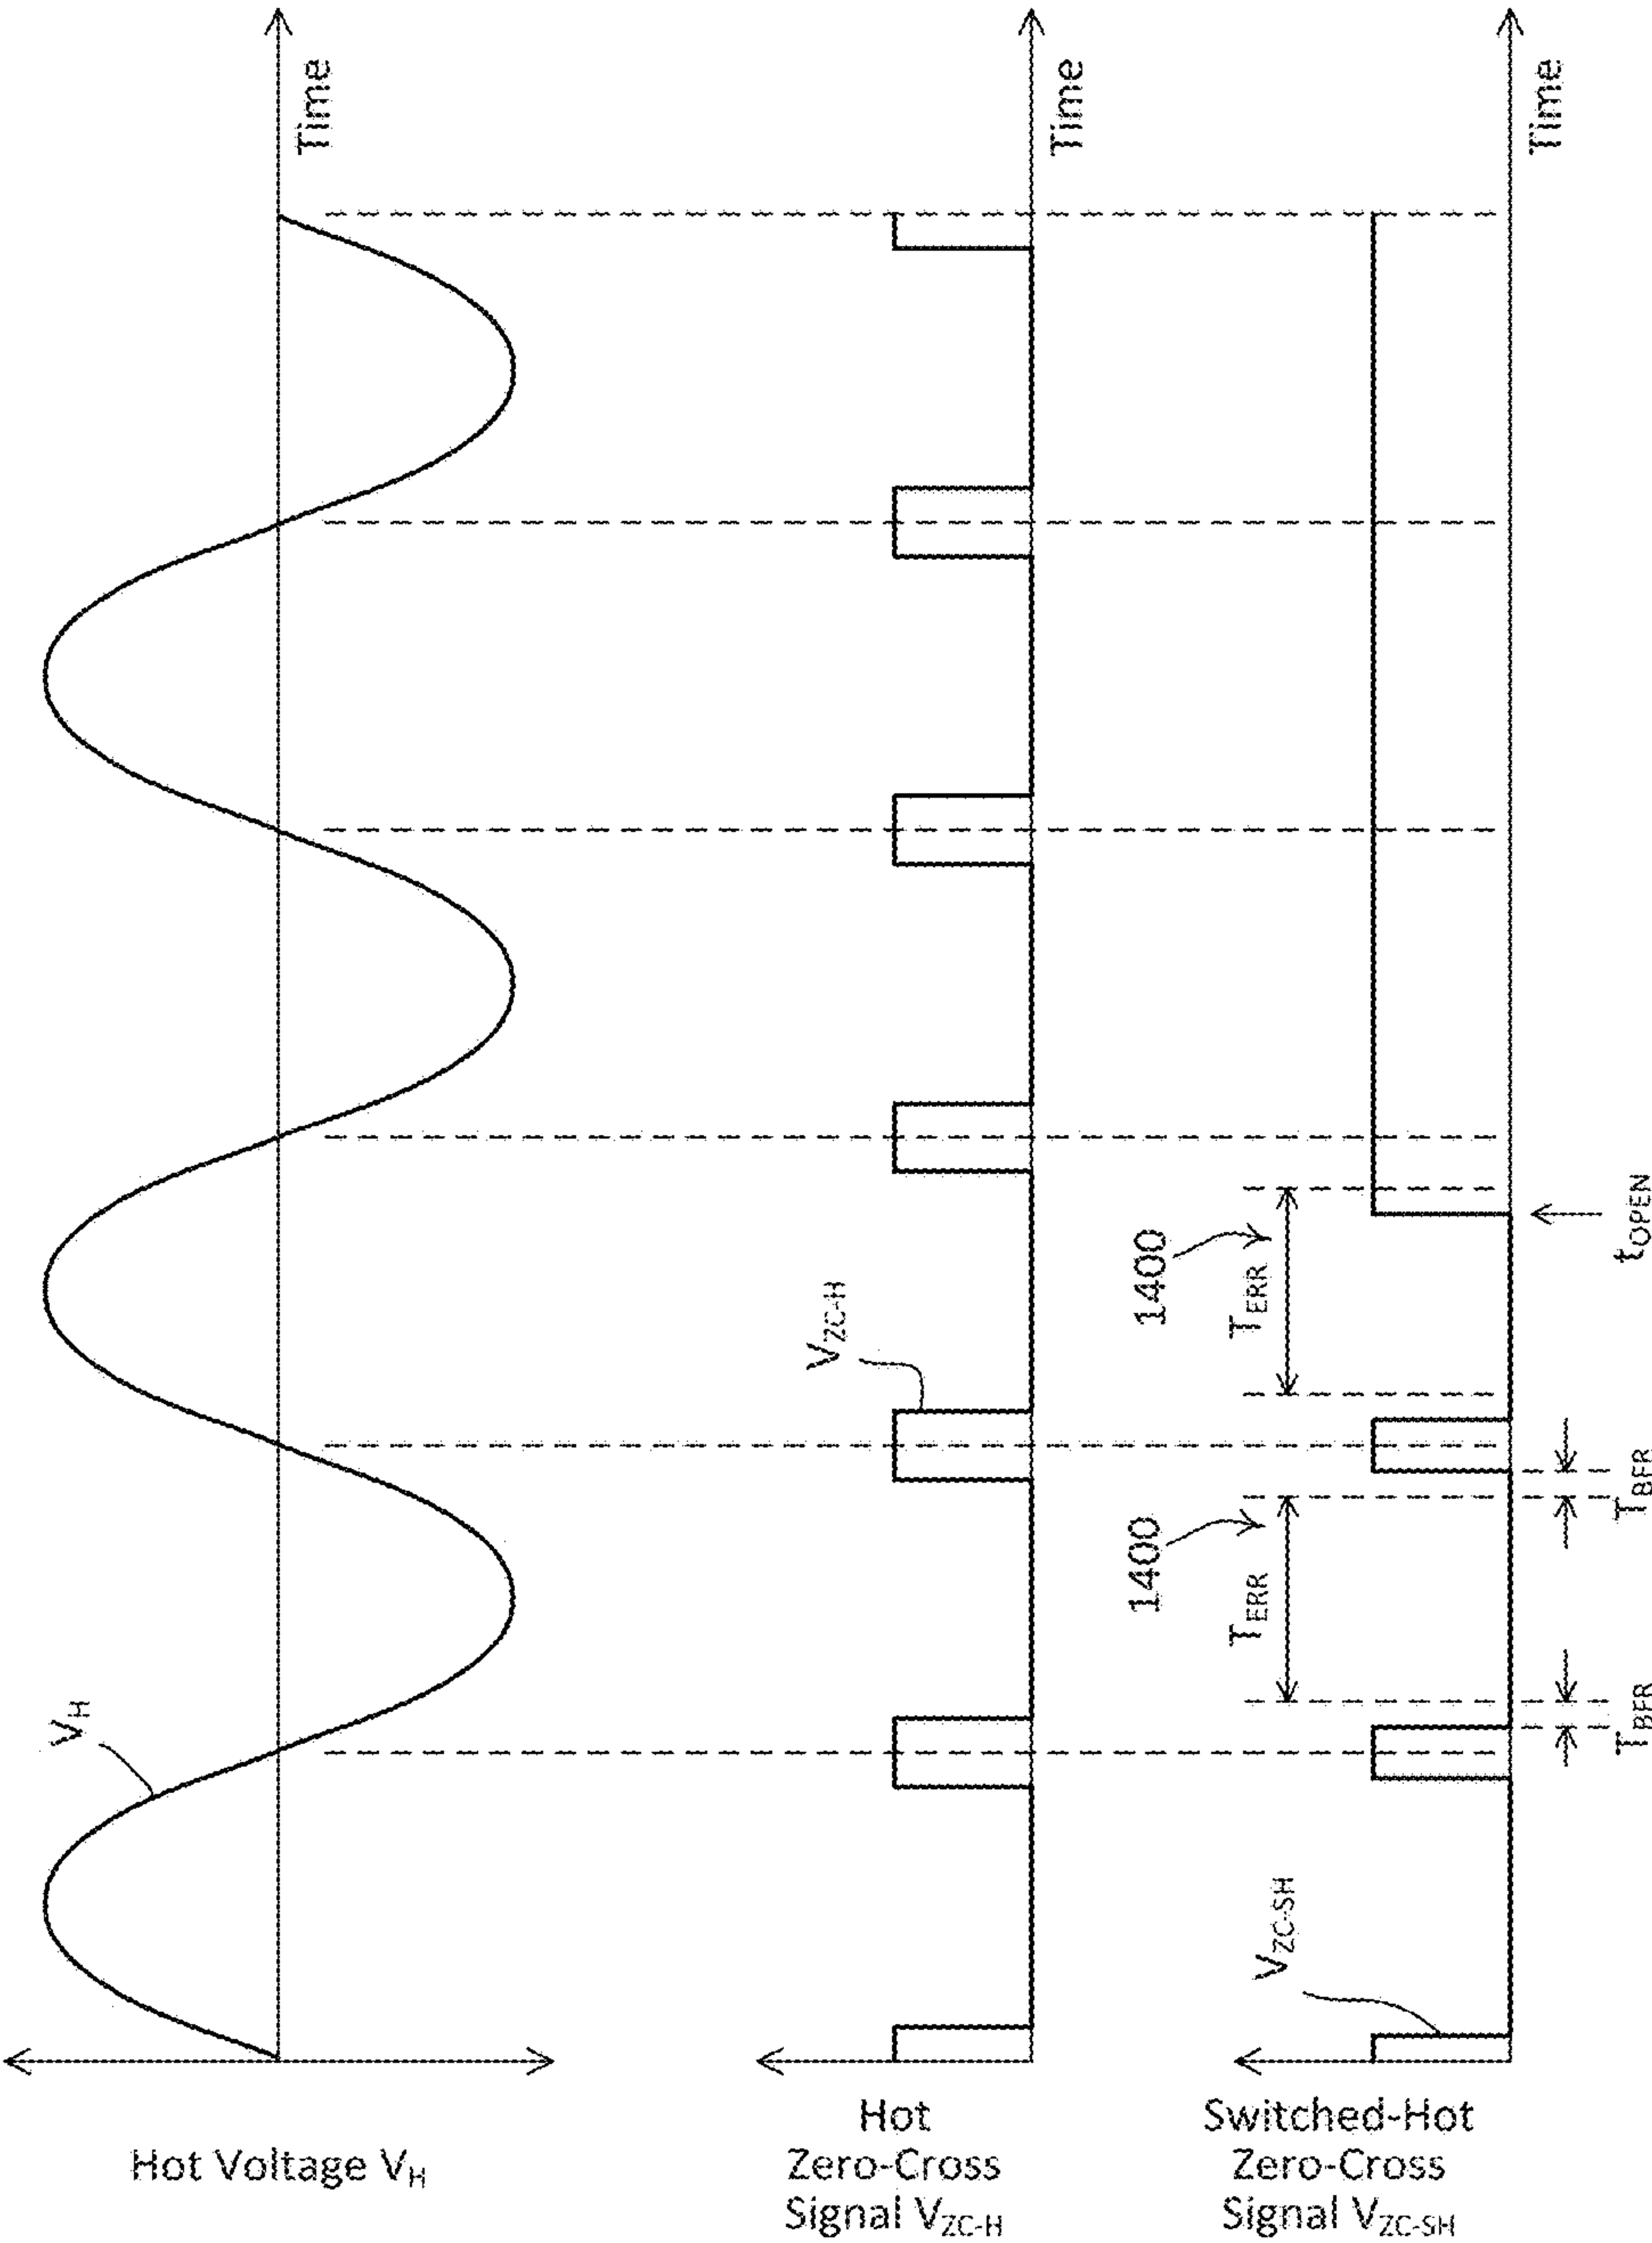 Hot Voltage V_H
V_H
Time
Hot
Zero-Cross
Signal V_ZC-H
V_ZC-H
Time
Switched-Hot
Zero-Cross
Signal V_ZC-SH
V_ZC-SH
1400
T_ERR
1400
T_ERR
Time
T_BFR
T_BFR
t_OPEN